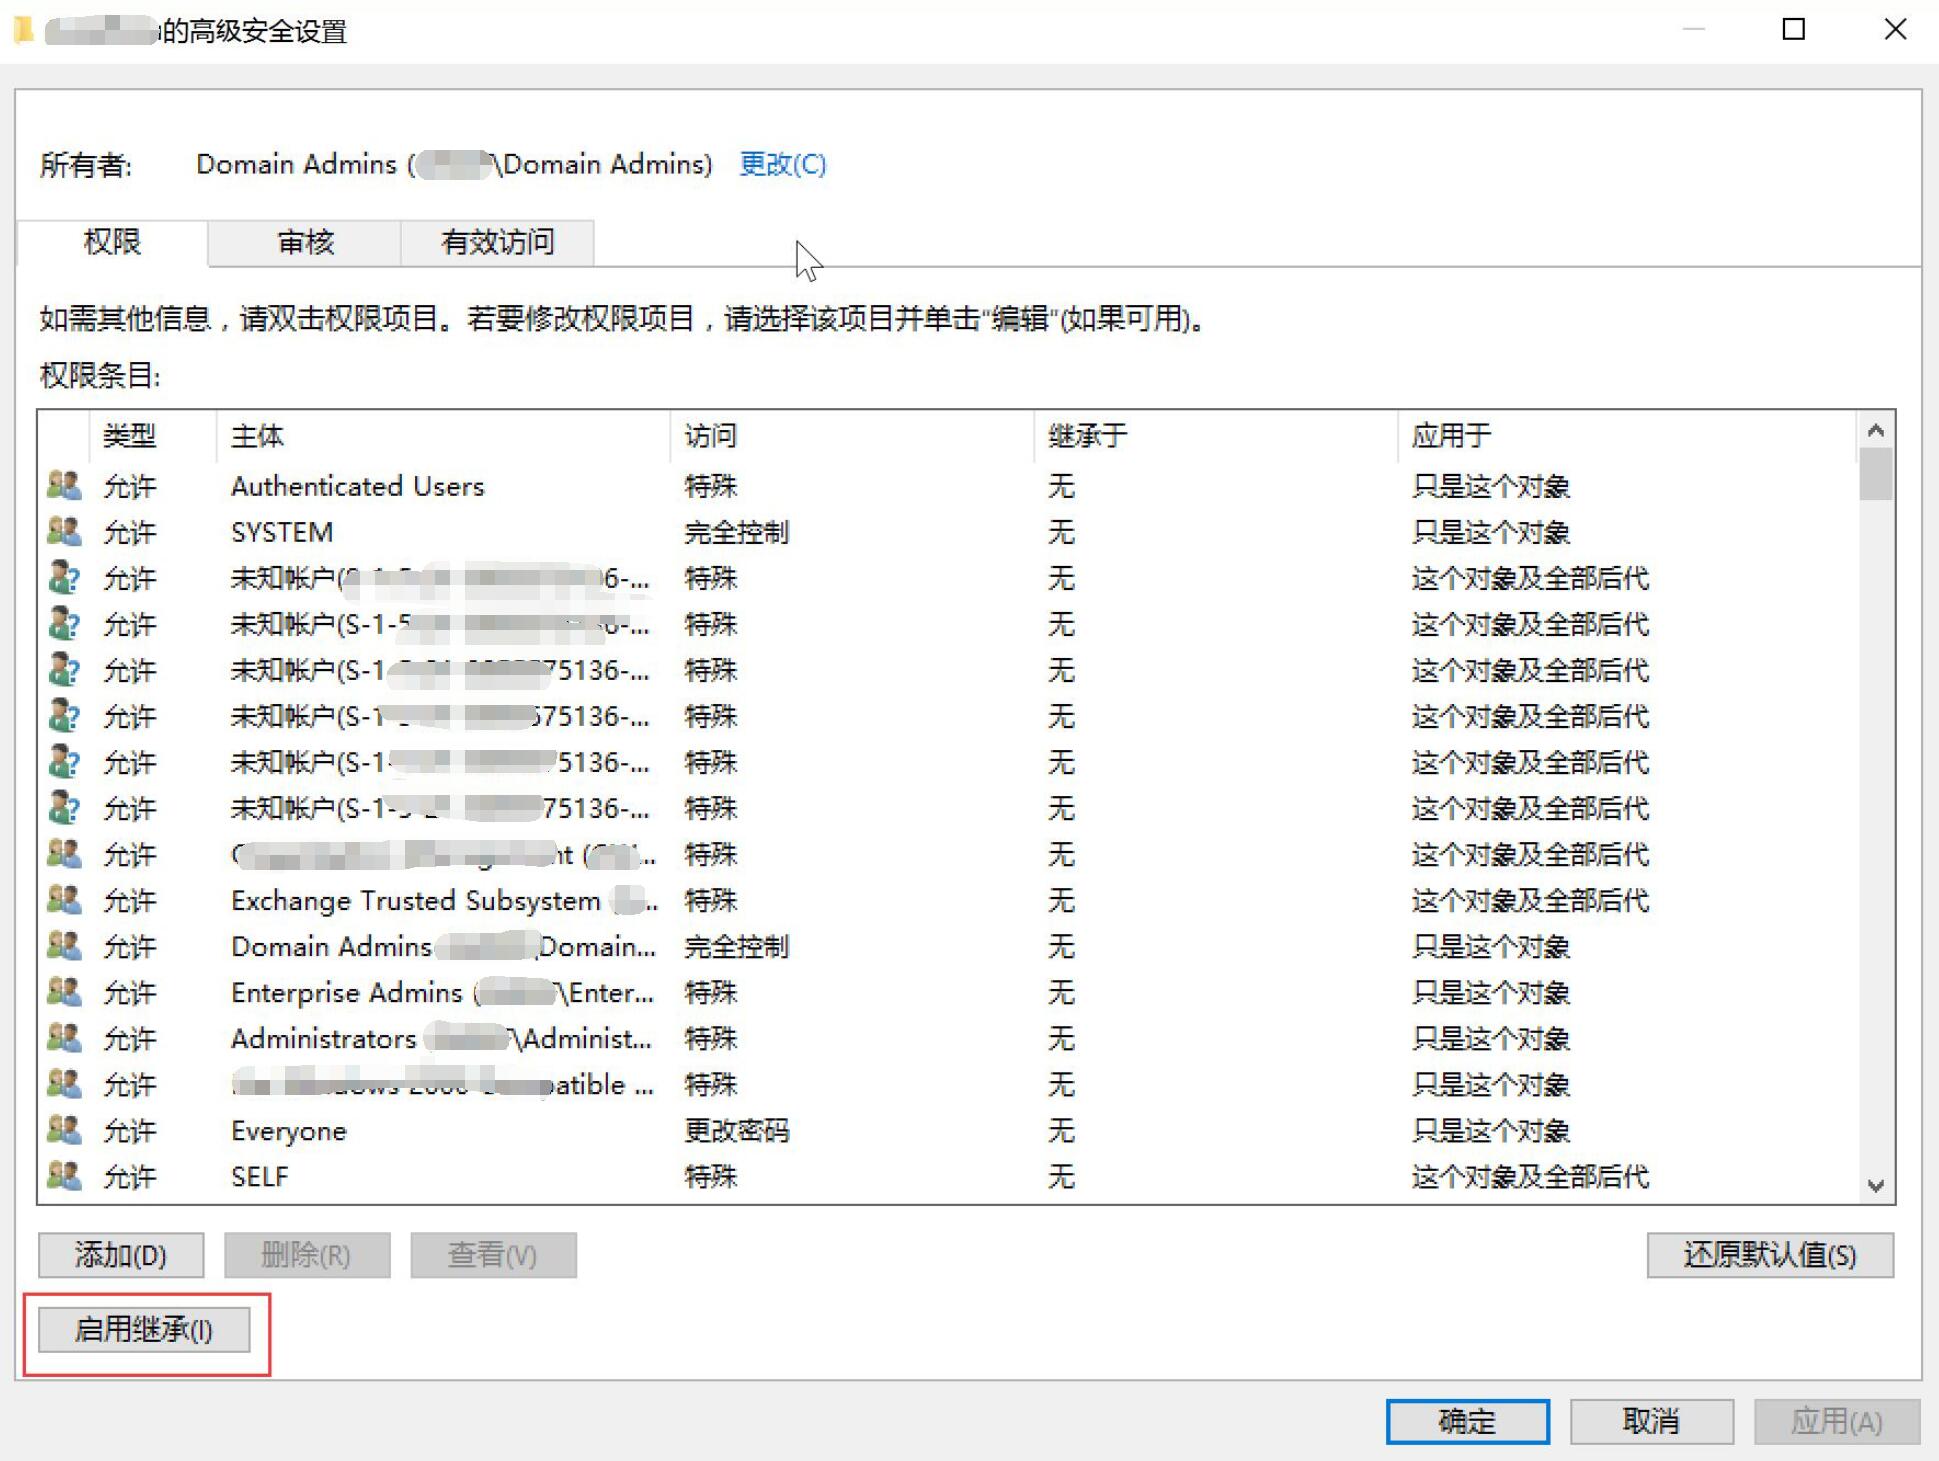 的高级安全设置
所有者: Domain Admins ( \Domain Admins) 更改(C)
权限 审核 有效访问
如需其他信息，请双击权限项目。若要修改权限项目，请选择该项目并单击“编辑”(如果可用)。
权限条目:
类型 主体 访问 继承于 应用于
允许 Authenticated Users 特殊 无 只是这个对象
允许 SYSTEM 完全控制 无 只是这个对象
允许 未知帐户( 6-... 特殊 无 这个对象及全部后代
允许 未知帐户(S-1-5 -... 特殊 无 这个对象及全部后代
允许 未知帐户(S-1- 75136-... 特殊 无 这个对象及全部后代
允许 未知帐户(S-1 75136-... 特殊 无 这个对象及全部后代
允许 未知帐户(S-1- 5136-... 特殊 无 这个对象及全部后代
允许 未知帐户(S-1- 75136-... 特殊 无 这个对象及全部后代
允许 ... 特殊 无 这个对象及全部后代
允许 Exchange Trusted Subsystem .. 特殊 无 这个对象及全部后代
允许 Domain Admins Domain... 完全控制 无 只是这个对象
允许 Enterprise Admins ( \Enter... 特殊 无 只是这个对象
允许 Administrators \Administ... 特殊 无 只是这个对象
允许 patible ... 特殊 无 只是这个对象
允许 Everyone 更改密码 无 只是这个对象
允许 SELF 特殊 无 这个对象及全部后代
添加(D) 删除(R) 查看(V) 还原默认值(S)
启用继承(I)
确定 取消 应用(A)